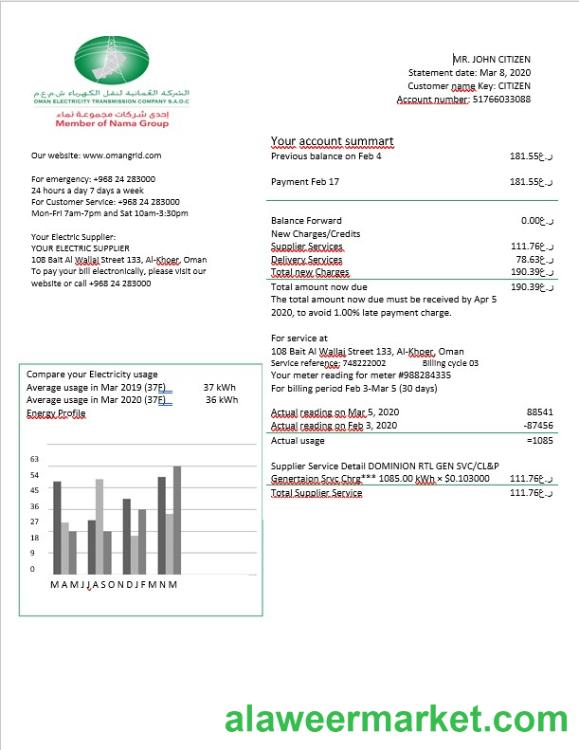 الشركة العُمانية لنقل الكهرباء ش.م.ع.م
OMAN ELECTRICITY TRANSMISSION COMPANY S.A.O.C
إحدى شركات مجموعة نماء
Member of Nama Group
MR. JOHN CITIZEN
Statement date: Mar 8, 2020
Customer name Key: CITIZEN
Account number: 51766033088
Our website: www.omangrid.com
For emergency: +968 24 283000
24 hours a day 7 days a week
For Customer Service: +968 24 283000
Mon-Fri 7am-7pm and Sat 10am-3:30pm
Your Electric Supplier:
YOUR ELECTRIC SUPPLIER
108 Bait Al Wallaj Street 133, Al-Khoer, Oman
To pay your bill electronically, please visit our
website or call +968 24 283000
Your account summart
Previous balance on Feb 4 181.55ر.ع
Payment Feb 17 181.55ر.ع
Balance Forward 0.00ر.ع
New Charges/Credits
Supplier Services 111.76ر.ع
Delivery Services 78.63ر.ع
Total new Charges 190.39ر.ع
Total amount now due 190.39ر.ع
The total amount now due must be received by Apr 5
2020, to avoid 1.00% late payment charge.
For service at
108 Bait Al Wallaj Street 133, Al-Khoer, Oman
Service reference: 748222002 Billing cycle 03
Your meter reading for meter #988284335
For billing period Feb 3-Mar 5 (30 days)
Actual reading on Mar 5, 2020 88541
Actual reading on Feb 3, 2020 -87456
Actual usage =1085
Supplier Service Detail DOMINION RTL GEN SVC/CL&P
Genertaion Srvc Chrg*** 1085.00 kWh × $0.103000 111.76ر.ع
Total Supplier Service 111.76ر.ع
Compare your Electricity usage
Average usage in Mar 2019 (37F) 37 kWh
Average usage in Mar 2020 (37F) 36 kWh
Energy Profile
63
54
45
36
27
18
9
0
M A M J J A S O N D J F M N M
alaweermarket.com